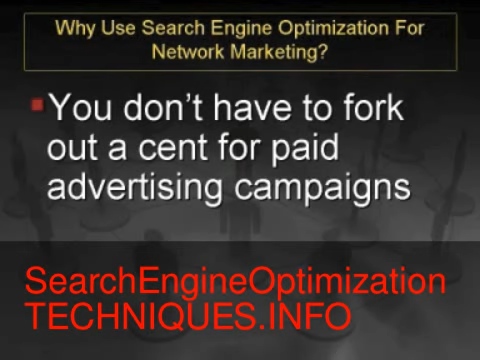 Why Use Search Engine Optimization For
Network Marketing?
You don't have to fork
out a cent for paid
advertising campaigns
SearchEngineOptimization
TECHNIQUES.INFO